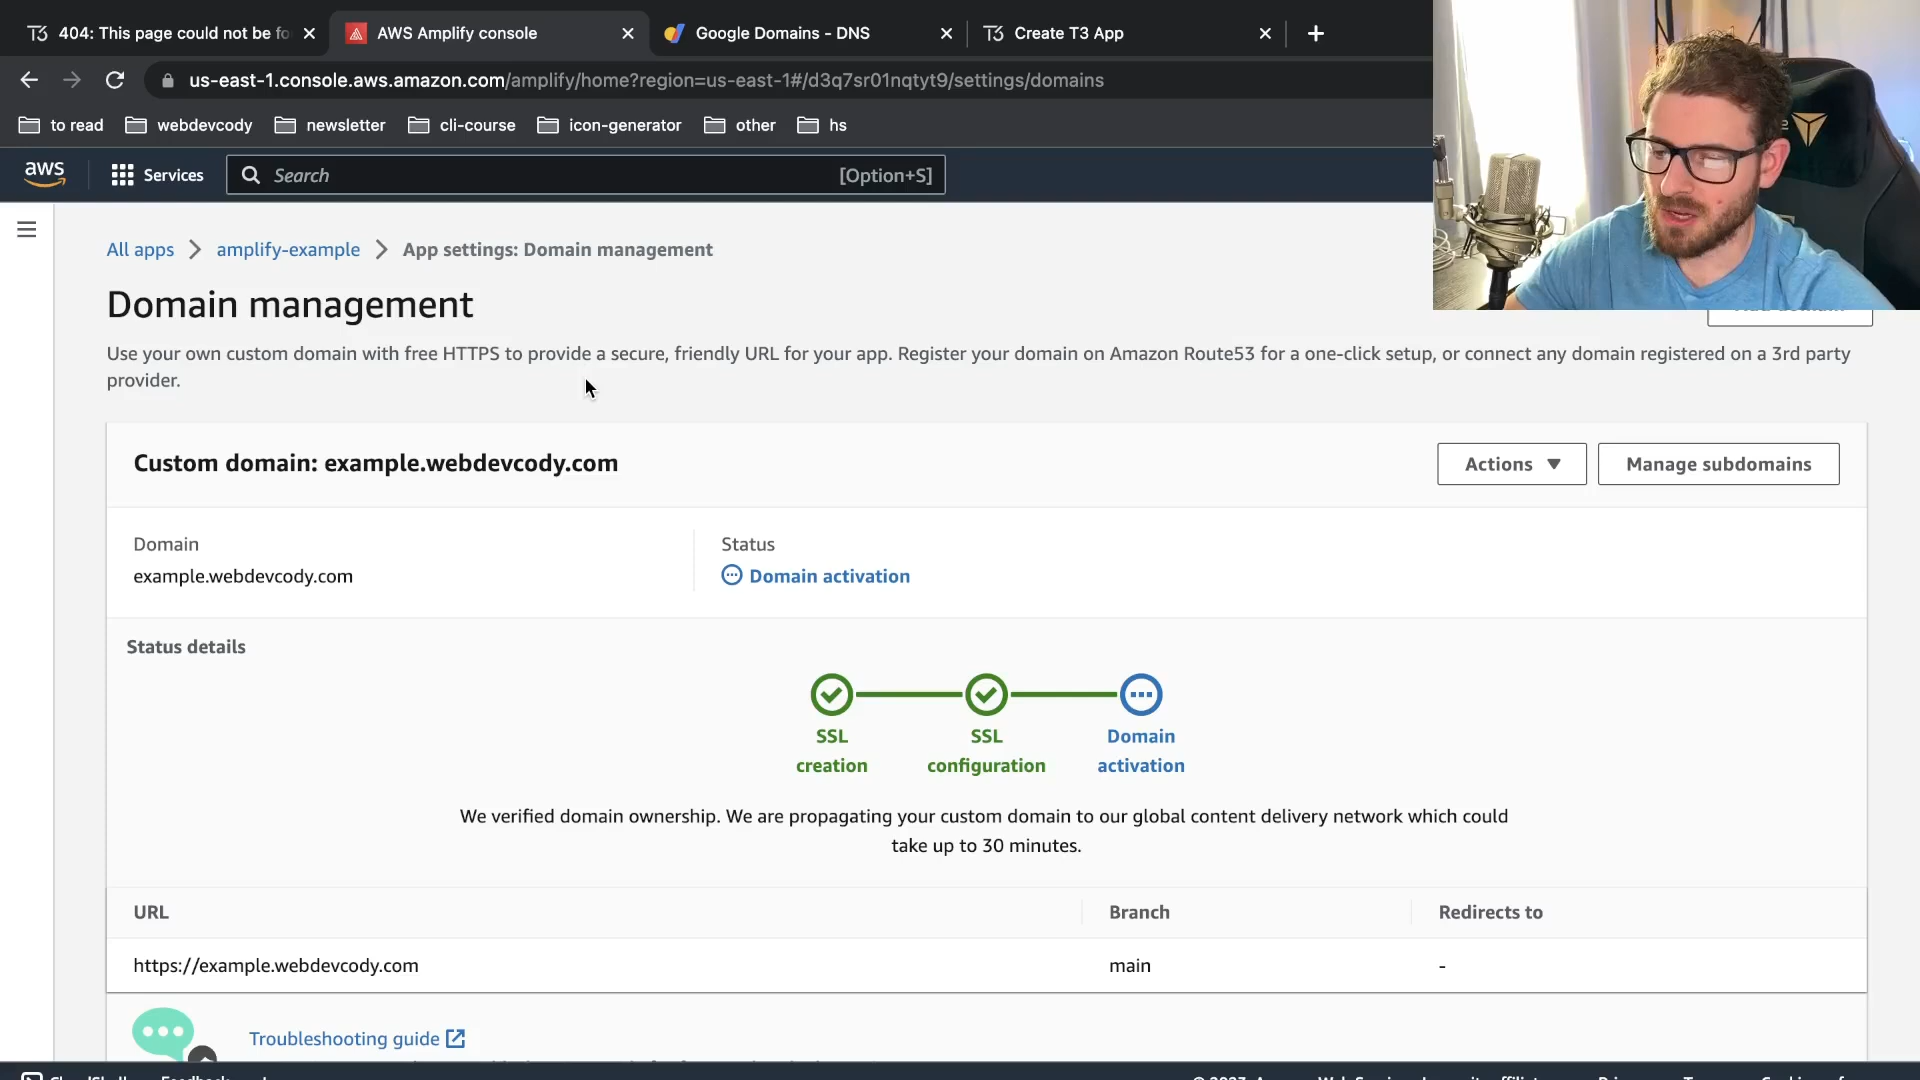 404: This page could not be fo
AWS Amplify console
Google Domains - DNS
Create T3 App
us-east-1.console.aws.amazon.com/amplify/home?region=us-east-1#/d3q7sr01nqtyt9/settings/domains
to read
webdevcody
newsletter
cli-course
icon-generator
other
hs
aws
Services
Search
[Option+S]
All apps
amplify-example
App settings: Domain management
Domain management
Use your own custom domain with free HTTPS to provide a secure, friendly URL for your app. Register your domain on Amazon Route53 for a one-click setup, or connect any domain registered on a 3rd party
provider.
Custom domain: example.webdevcody.com
Actions
Manage subdomains
Domain
Status
example.webdevcody.com
Domain activation
Status details
SSL
creation
SSL
configuration
Domain
activation
We verified domain ownership. We are propagating your custom domain to our global content delivery network which could
take up to 30 minutes.
URL
Branch
Redirects to
https://example.webdevcody.com
main
-
Troubleshooting guide